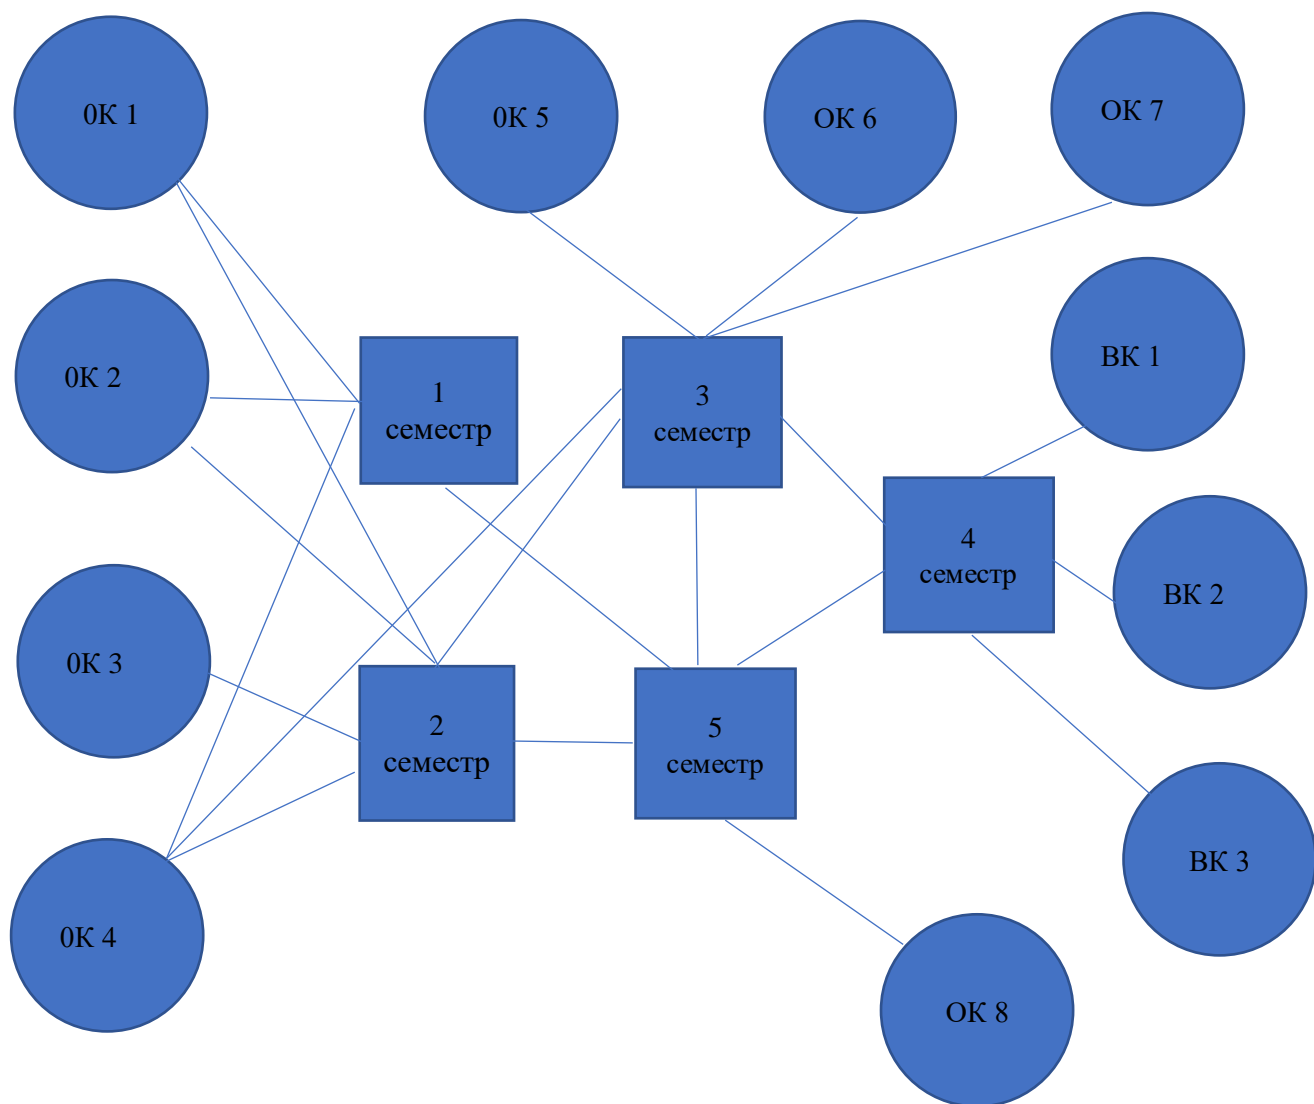 0К 1
0К 5
ОК 6
ОК 7
0К 2
1
семестр
3
семестр
ВК 1
4
семестр
ВК 2
0К 3
2
семестр
5
семестр
ВК 3
0К 4
ОК 8